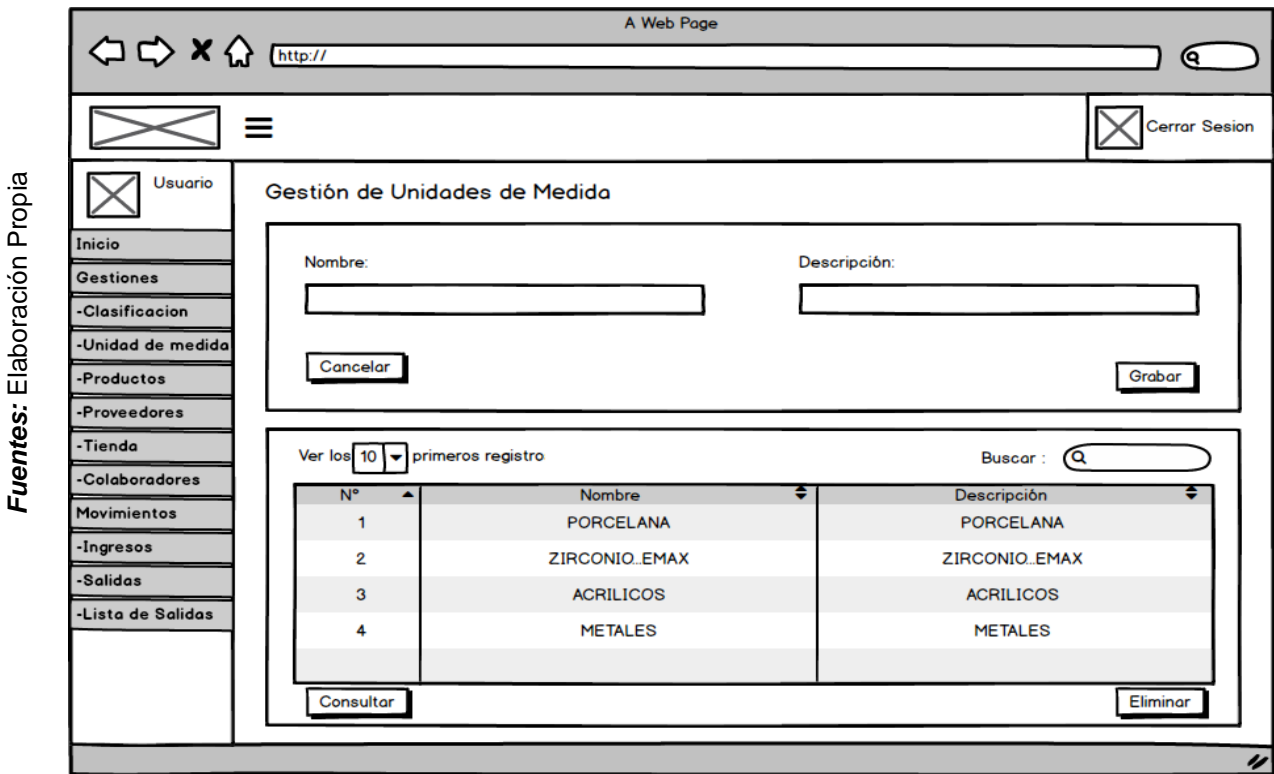 A Web Page
http://
Cerrar Sesion
Usuario
Inicio
Gestiones
-Clasificacion
-Unidad de medida
-Productos
-Proveedores
-Tienda
-Colaboradores
Movimientos
-Ingresos
-Salidas
-Lista de Salidas
Gestión de Unidades de Medida
Nombre: Descripción:
Cancelar Grabar
Ver los 10 primeros registro Buscar :
N° Nombre Descripción
1 PORCELANA PORCELANA
2 ZIRCONIO...EMAX ZIRCONIO...EMAX
3 ACRILICOS ACRILICOS
4 METALES METALES
Consultar Eliminar
Fuentes: Elaboración Propia